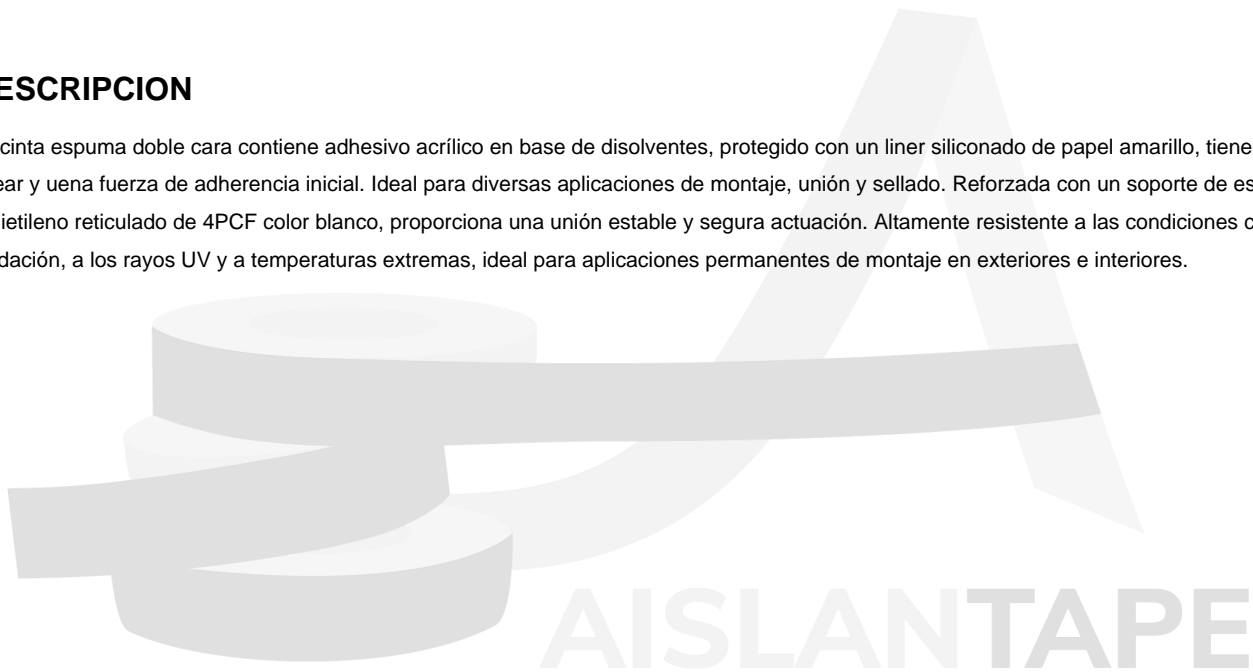 ESCRIPCION
cinta espuma doble cara contiene adhesivo acrílico en base de disolventes, protegido con un liner siliconado de papel amarillo, tiene
ear y uena fuerza de adherencia inicial. Ideal para diversas aplicaciones de montaje, unión y sellado. Reforzada con un soporte de es
ietileno reticulado de 4PCF color blanco, proporciona una unión estable y segura actuación. Altamente resistente a las condiciones c
dación, a los rayos UV y a temperaturas extremas, ideal para aplicaciones permanentes de montaje en exteriores e interiores.
AISLANTAPE